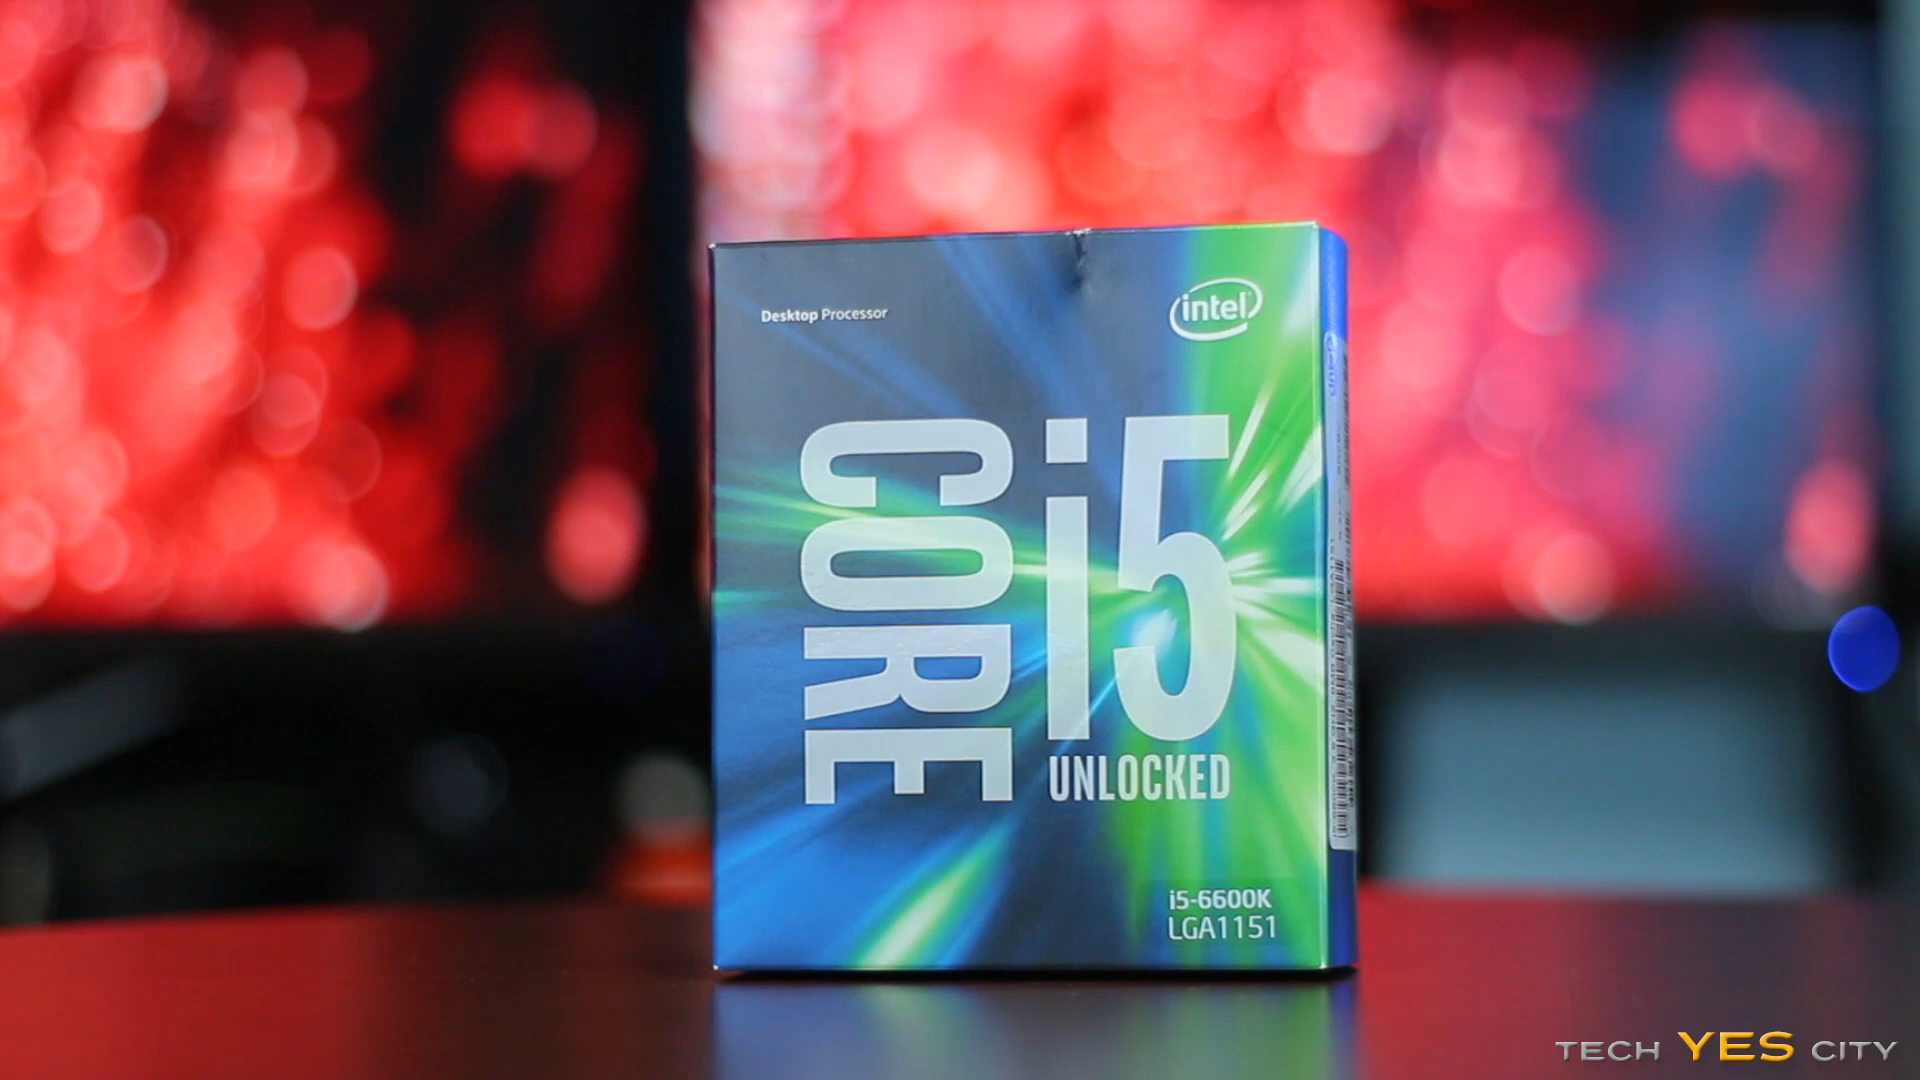 Desktop Processor
intel
CORE i5
UNLOCKED
i5-6600K
LGA1151
TECH YES CITY